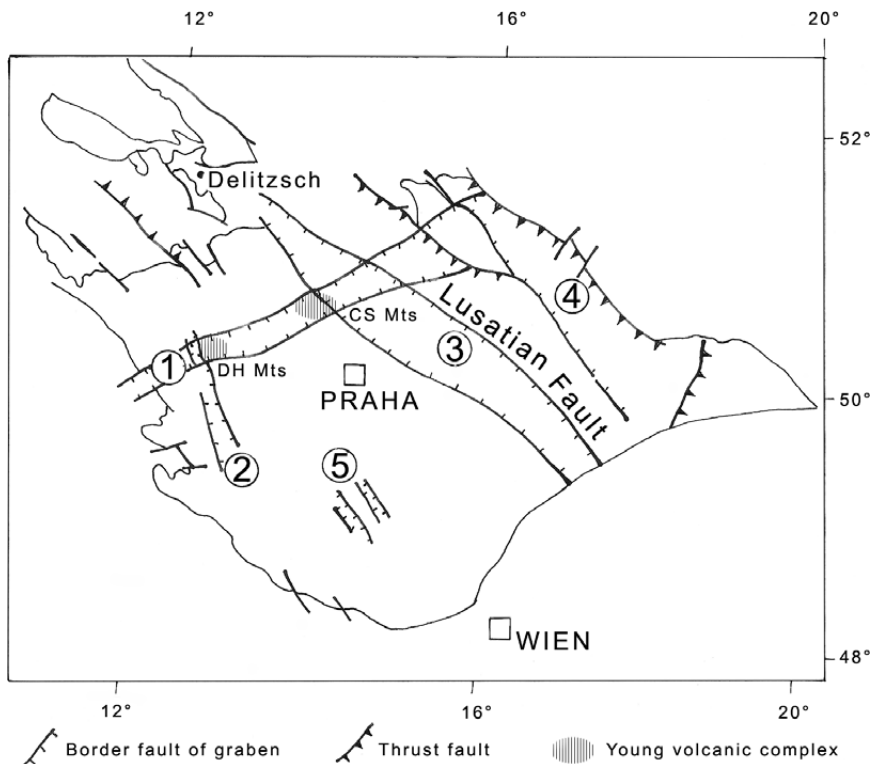 12° 16° 20°
52°
Delitzsch
4
CS Mts
Lusatian Fault
3
1
DH Mts
PRAHA
50°
2
5
WIEN
48°
12° 16° 20°
Border fault of graben Thrust fault Young volcanic complex